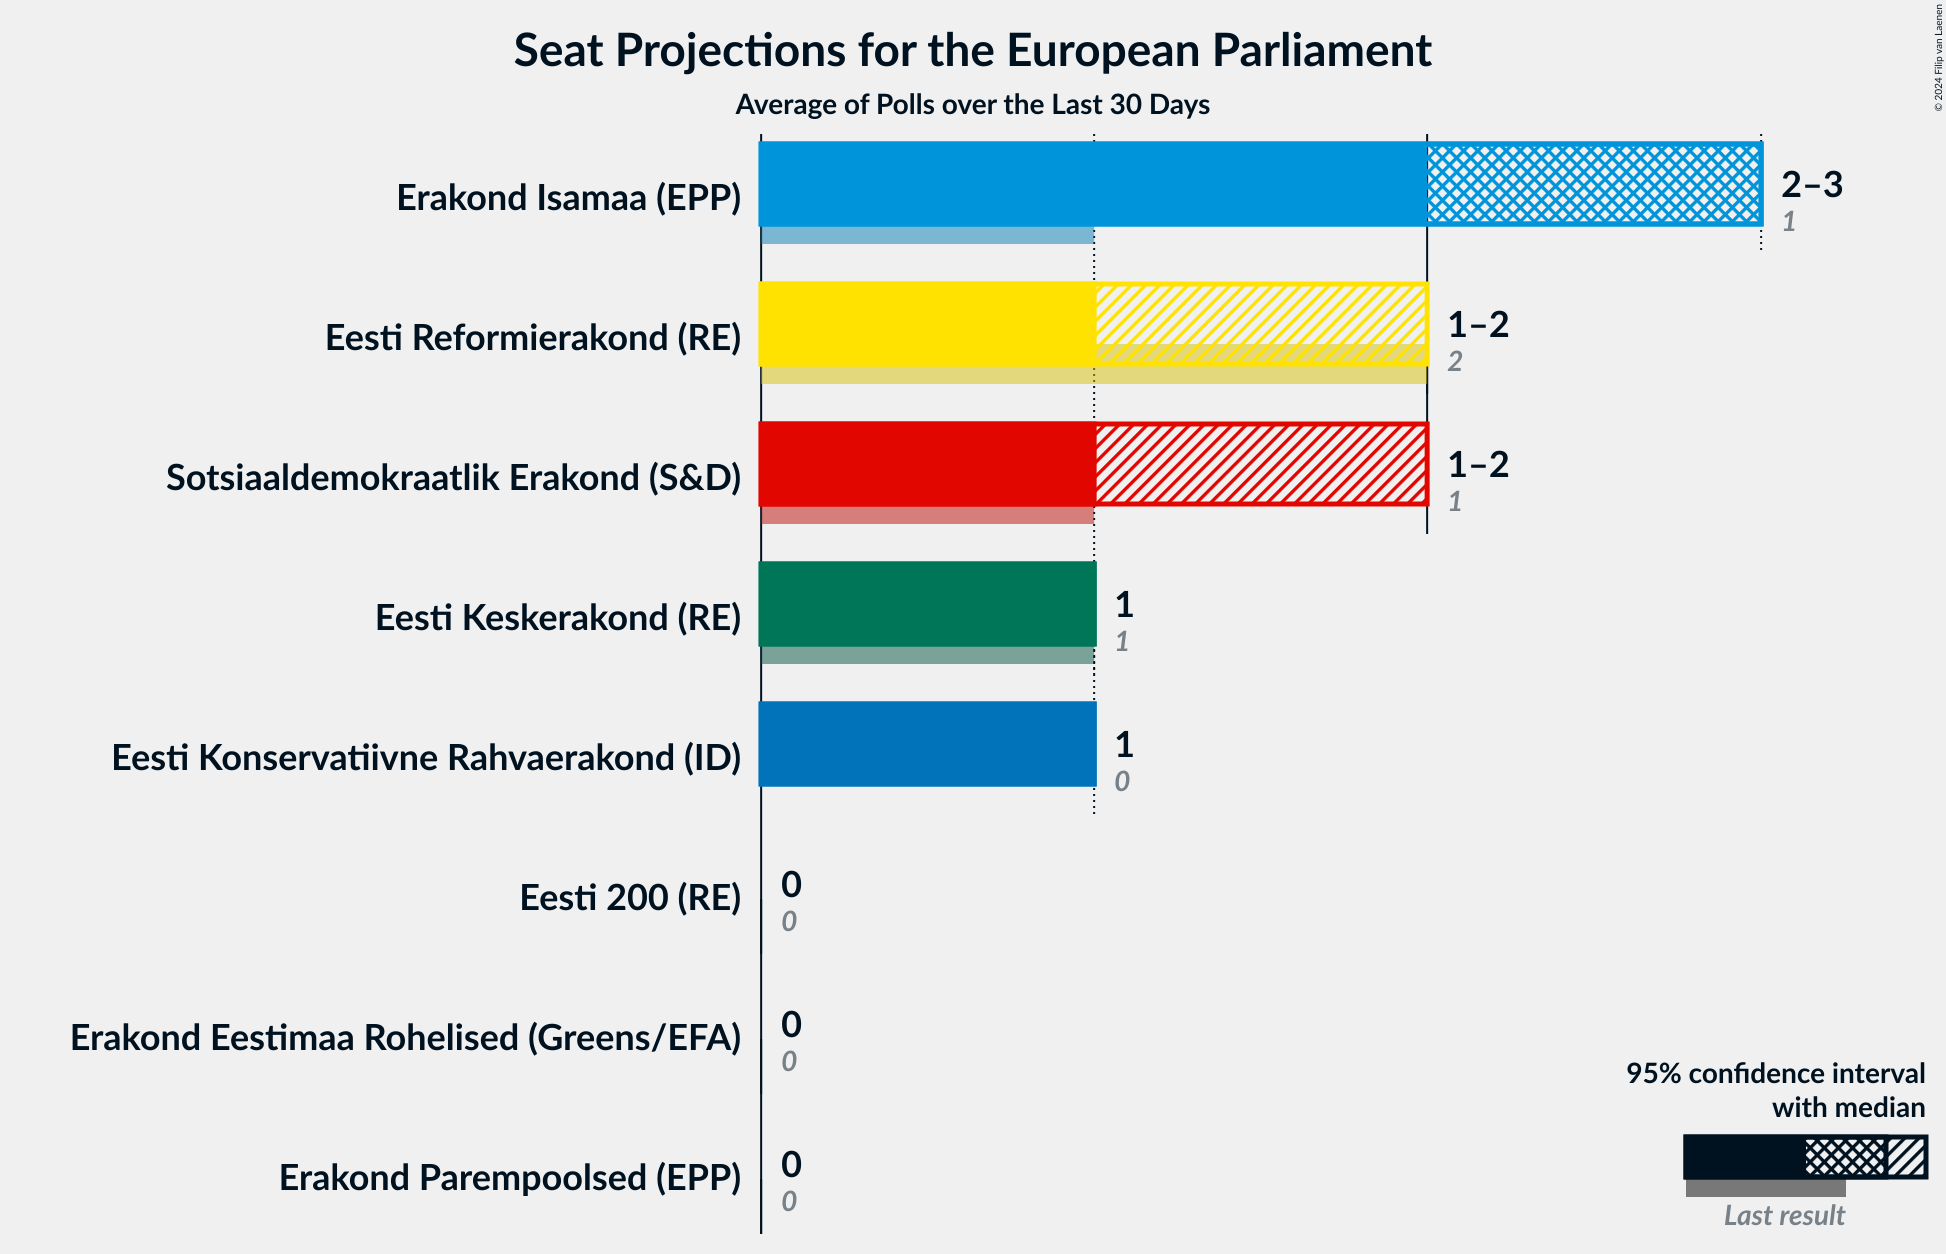 Seat Projections for the European Parliament
Average of Polls over the Last 30 Days
© 2024 Filip van Laenen
Erakond Isamaa (EPP)
2–3
1
Eesti Reformierakond (RE)
1–2
2
Sotsiaaldemokraatlik Erakond (S&D)
1–2
1
Eesti Keskerakond (RE)
1
1
Eesti Konservatiivne Rahvaerakond (ID)
1
0
Eesti 200 (RE)
0
0
Erakond Eestimaa Rohelised (Greens/EFA)
0
0
Erakond Parempoolsed (EPP)
0
0
95% confidence interval
with median
Last result